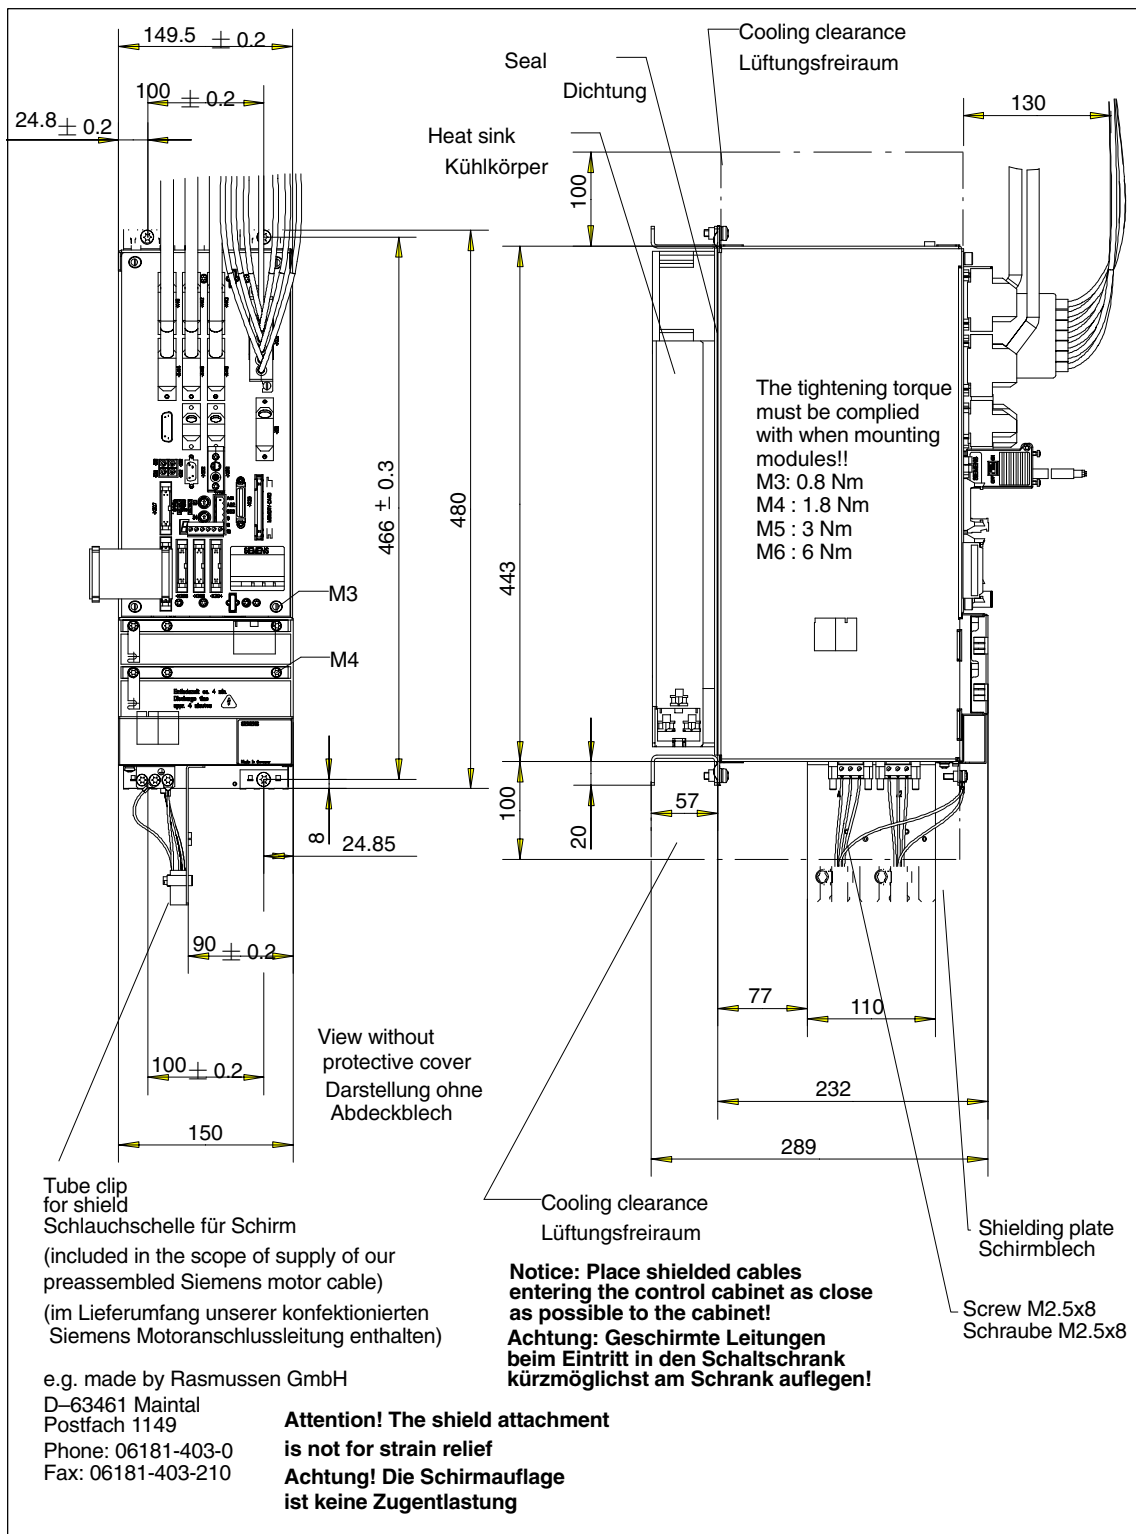 149.5 ± 0.2
100 ± 0.2
24.8 ± 0.2
Seal
Dichtung
Heat sink
Kühlkörper
Cooling clearance
Lüftungsfreiraum
130
100
466 ± 0.3
480
443
The tightening torque
must be complied
with when mounting
modules!!
M3: 0.8 Nm
M4 : 1.8 Nm
M5 : 3 Nm
M6 : 6 Nm
SIEMENS
M3
M4
Discharge time
appr. 4 minutes
Made in Germany
8
24.85
100
20
57
90 ± 0.2
77
110
View without
protective cover
Darstellung ohne
Abdeckblech
100 ± 0.2
150
232
289
Tube clip
for shield
Schlauchschelle für Schirm
(included in the scope of supply of our
preassembled Siemens motor cable)
(im Lieferumfang unserer konfektionierten
Siemens Motoranschlussleitung enthalten)
e.g. made by Rasmussen GmbH
D–63461 Maintal
Postfach 1149
Phone: 06181-403-0
Fax: 06181-403-210
Cooling clearance
Lüftungsfreiraum
Notice: Place shielded cables
entering the control cabinet as close
as possible to the cabinet!
Achtung: Geschirmte Leitungen
beim Eintritt in den Schaltschrank
kürzmöglichst am Schrank auflegen!
Attention! The shield attachment
is not for strain relief
Achtung! Die Schirmauflage
ist keine Zugentlastung
Shielding plate
Schirmblech
Screw M2.5x8
Schraube M2.5x8